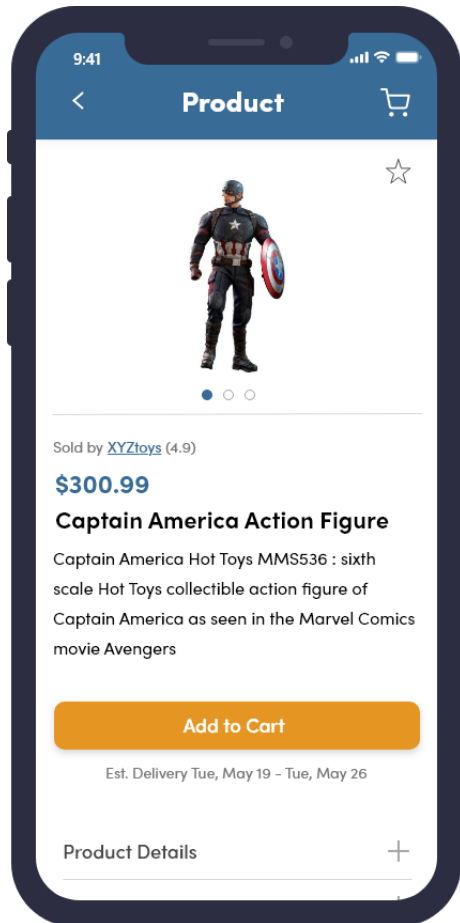 9:41
Product
Sold by XYZtoys (4.9)
$300.99
Captain America Action Figure
Captain America Hot Toys MMS536 : sixth
scale Hot Toys collectible action figure of
Captain America as seen in the Marvel Comics
movie Avengers
Add to Cart
Est. Delivery Tue, May 19 - Tue, May 26
Product Details